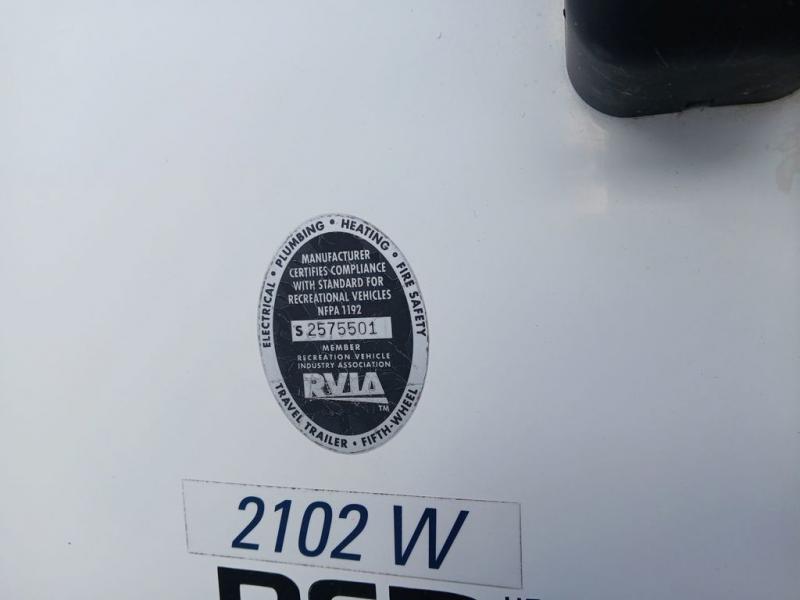 ELECTRICAL • PLUMBING • HEATING • FIRE SAFETY
MANUFACTURER
CERTIFIES COMPLIANCE
WITH STANDARD FOR
RECREATIONAL VEHICLES
NFPA 1192
S 2575501
MEMBER
RECREATION VEHICLE
INDUSTRY ASSOCIATION
RVIA
TM
TRAVEL TRAILER • FIFTH-WHEEL
2102 W